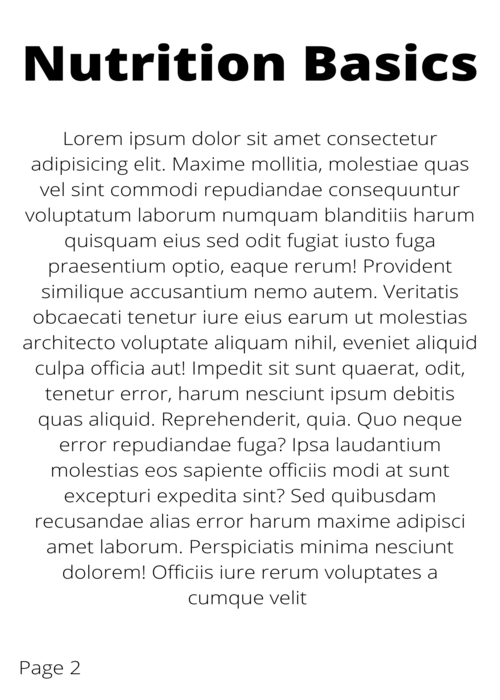 Nutrition Basics
Lorem ipsum dolor sit amet consectetur
adipisicing elit. Maxime mollitia, molestiae quas
vel sint commodi repudiandae consequuntur
voluptatum laborum numquam blanditiis harum
quisquam eius sed odit fugiat iusto fuga
praesentium optio, eaque rerum! Provident
similique accusantium nemo autem. Veritatis
obcaecati tenetur iure eius earum ut molestias
architecto voluptate aliquam nihil, eveniet aliquid
culpa officia aut! Impedit sit sunt quaerat, odit,
tenetur error, harum nesciunt ipsum debitis
quas aliquid. Reprehenderit, quia. Quo neque
error repudiandae fuga? Ipsa laudantium
molestias eos sapiente officiis modi at sunt
excepturi expedita sint? Sed quibusdam
recusandae alias error harum maxime adipisci
amet laborum. Perspiciatis minima nesciunt
dolorem! Officiis iure rerum voluptates a
cumque velit
Page 2